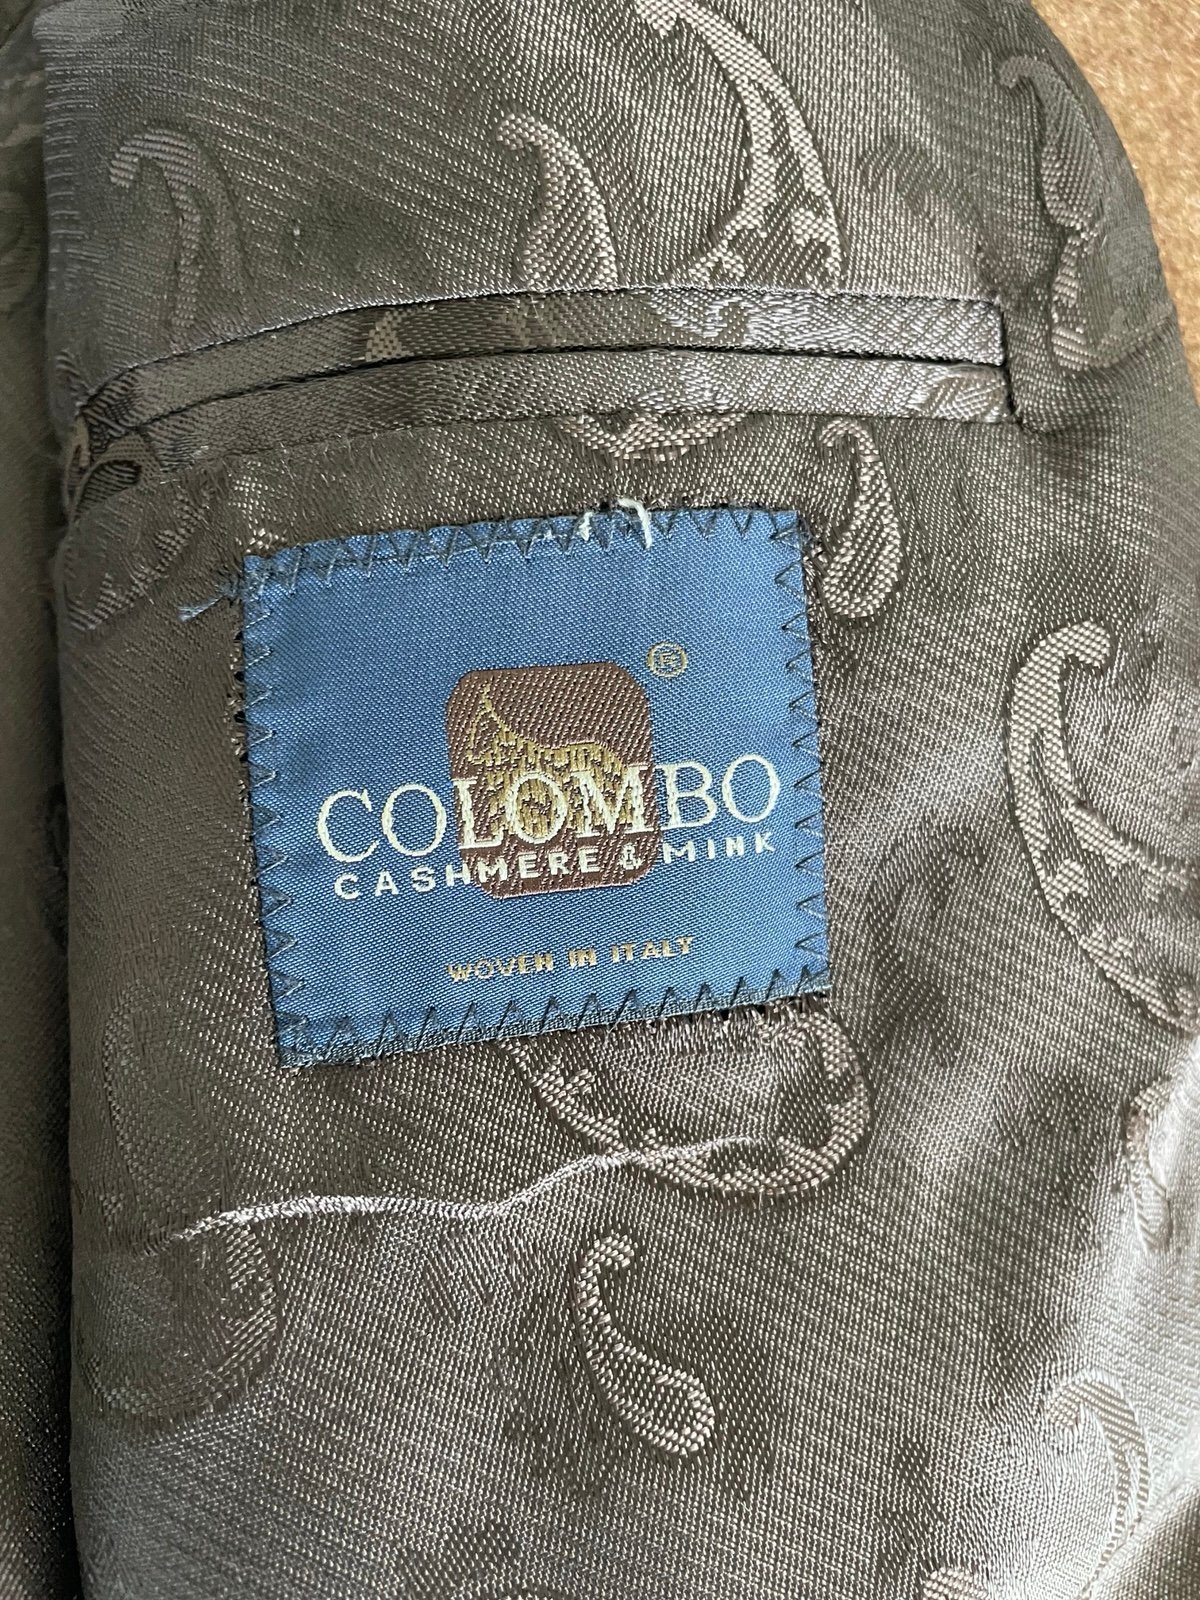 ®
COLOMBO
CASHMERE & MINK
WOVEN IN ITALY